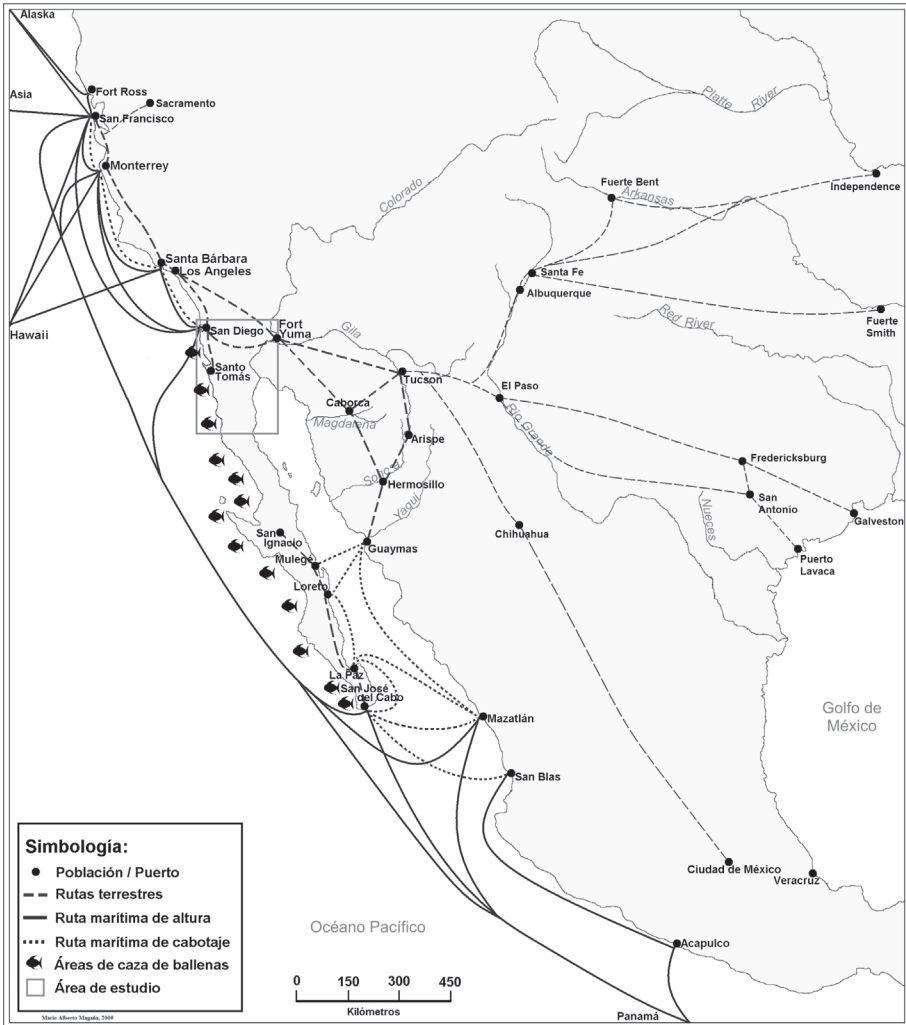 Alaska
Fort Ross
Asia
Sacramento
San Francisco
Platte River
Monterrey
Independence
Fuerte Bent
Colorado
Arkansas
Santa Bárbara
Los Angeles
Santa Fe
Albuquerque
Hawaii
San Diego
Fort
Yuma
Gila
Red River
Fuerte
Smith
Santo
Tomás
Tucson
El Paso
Caborca
Magdalena
Río Grande
Arispe
Fredericksburg
Sonora
Hermosillo
Yaqui
San
Antonio
Nueces
Galveston
San
Ignacio
Guaymas
Chihuahua
Mulegé
Puerto
Lavaca
Loreto
La Paz
San José
del Cabo
Mazatlán
Golfo de
México
San Blas
Simbología:
Población / Puerto
Rutas terrestres
Ruta marítima de altura
Ruta marítima de cabotaje
Áreas de caza de ballenas
Área de estudio
Mario Alberto Magaña, 2000
Ciudad de México
Veracruz
Océano Pacífico
Acapulco
0 150 300 450
Kilómetros
Panamá